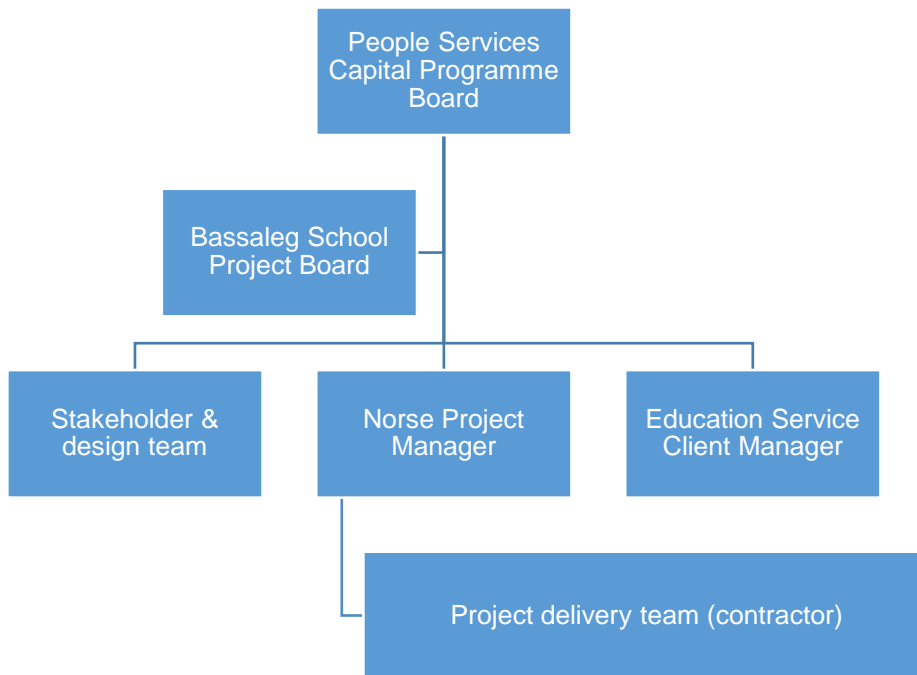 People Services
Capital Programme
Board
Bassaleg School
Project Board
Stakeholder &
design team
Norse Project
Manager
Education Service
Client Manager
Project delivery team (contractor)